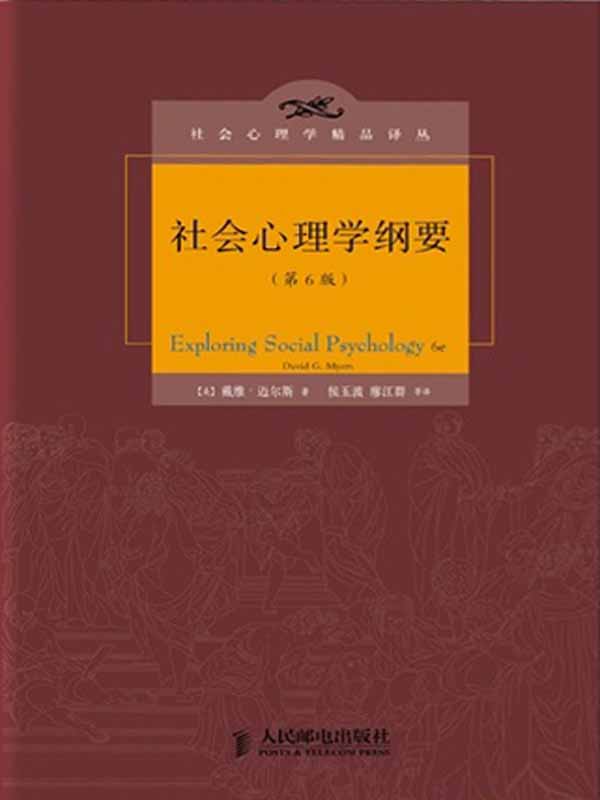 社会心理学精品译丛
社会心理学纲要
（第6版）
Exploring Social Psychology 6e
David G. Myers
［美］戴维·迈尔斯 著 侯玉波 廖江群 等译
人民邮电出版社
POSTS & TELECOM PRESS